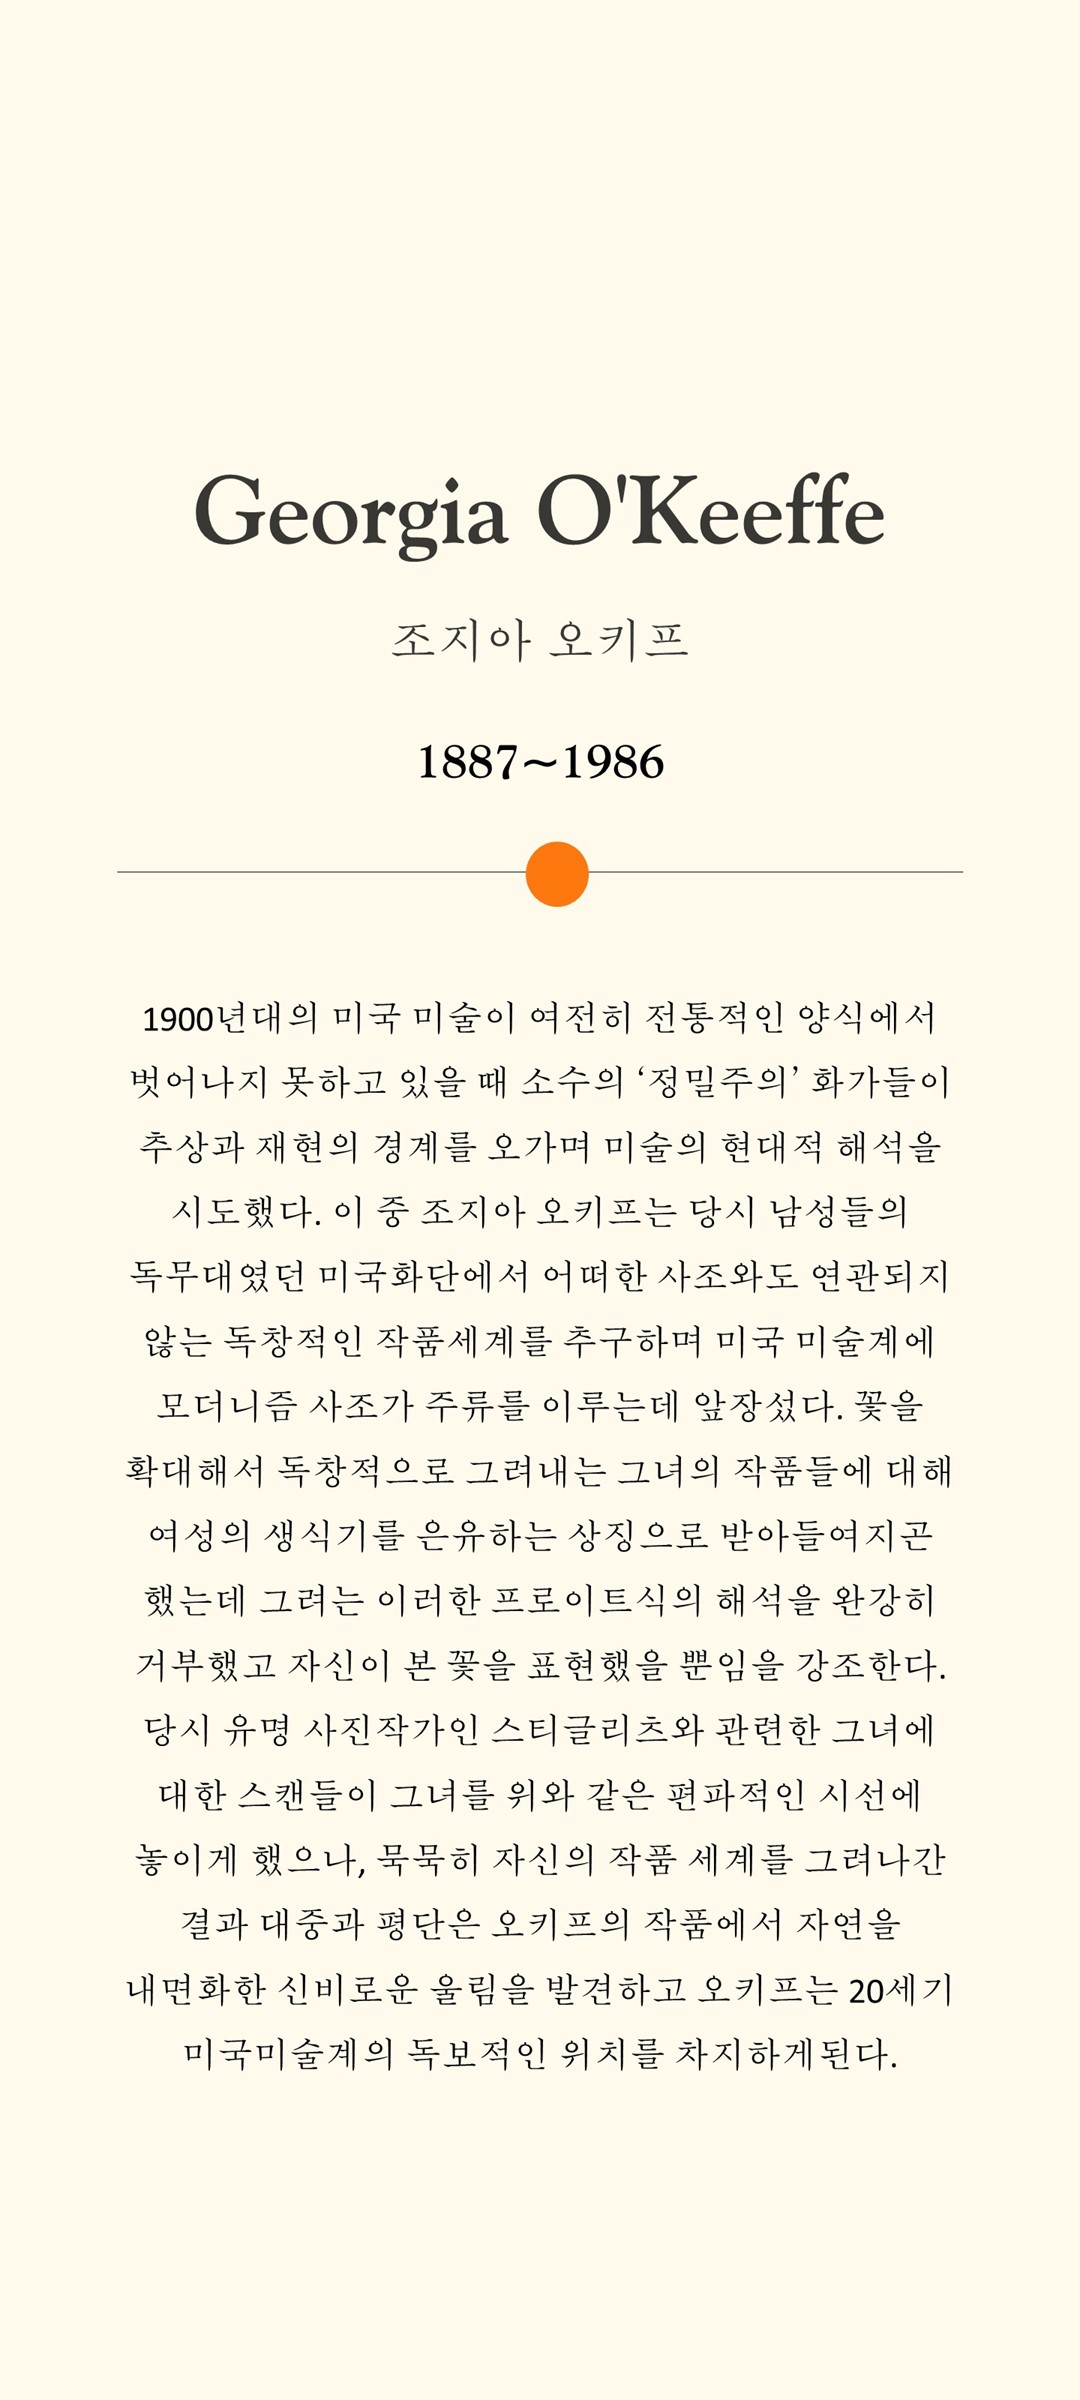 Georgia O'Keeffe
조지아 오키프
1887~1986
1900년대의 미국 미술이 여전히 전통적인 양식에서
벗어나지 못하고 있을 때 소수의 ‘정밀주의’ 화가들이
추상과 재현의 경계를 오가며 미술의 현대적 해석을
시도했다. 이 중 조지아 오키프는 당시 남성들의
독무대였던 미국화단에서 어떠한 사조와도 연관되지
않는 독창적인 작품세계를 추구하며 미국 미술계에
모더니즘 사조가 주류를 이루는데 앞장섰다. 꽃을
확대해서 독창적으로 그려내는 그녀의 작품들에 대해
여성의 생식기를 은유하는 상징으로 받아들여지곤
했는데 그려는 이러한 프로이트식의 해석을 완강히
거부했고 자신이 본 꽃을 표현했을 뿐임을 강조한다.
당시 유명 사진작가인 스티글리츠와 관련한 그녀에
대한 스캔들이 그녀를 위와 같은 편파적인 시선에
놓이게 했으나, 묵묵히 자신의 작품 세계를 그려나간
결과 대중과 평단은 오키프의 작품에서 자연을
내면화한 신비로운 울림을 발견하고 오키프는 20세기
미국미술계의 독보적인 위치를 차지하게된다.